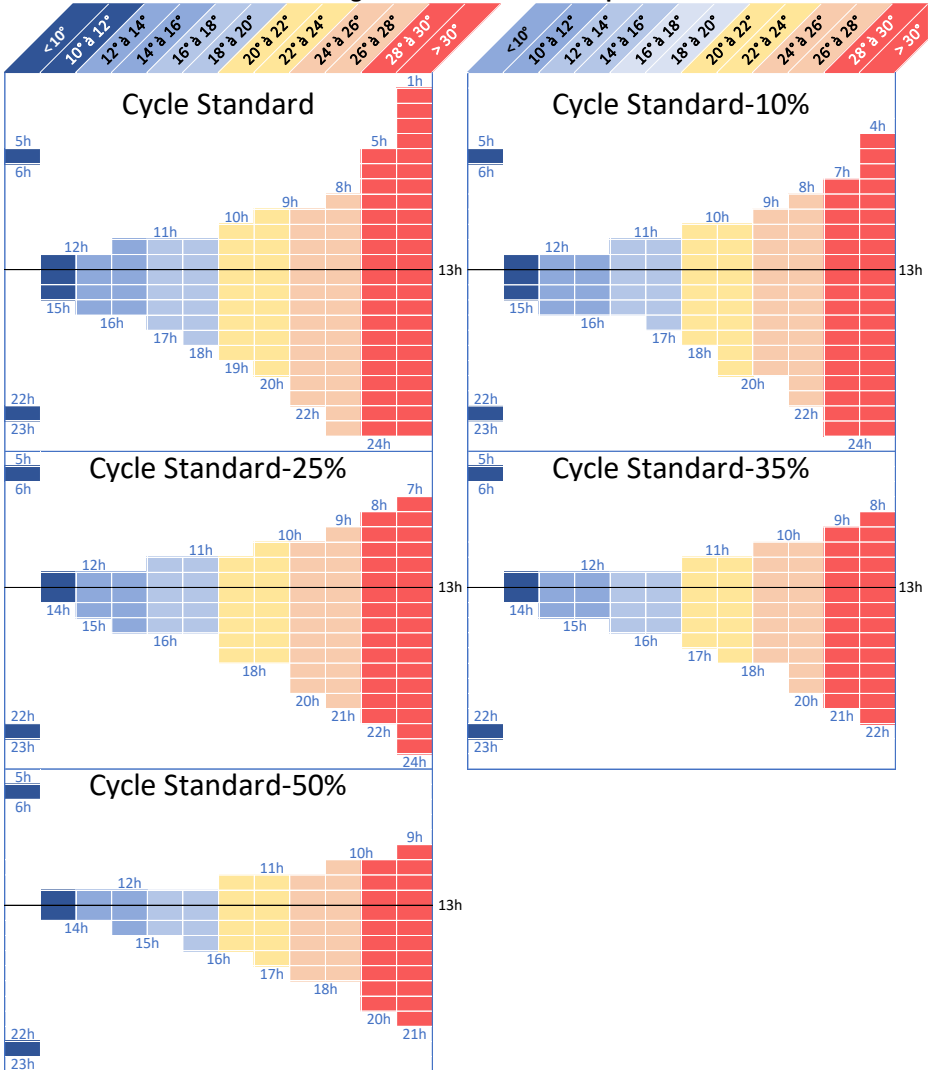 <10° 10° à 12° 12° à 14° 14° à 16° 16° à 18° 18° à 20° 20° à 22° 22° à 24° 24° à 26° 26° à 28° 28° à 30° > 30°
<10° 10° à 12° 12° à 14° 14° à 16° 16° à 18° 18° à 20° 20° à 22° 22° à 24° 24° à 26° 26° à 28° 28° à 30° > 30°
Cycle Standard
1h
5h
5h
6h
8h
9h
10h
11h
12h
13h
15h
16h
17h
18h
19h
20h
22h
22h
23h
24h
Cycle Standard-10%
4h
5h
6h
7h
8h
9h
10h
11h
12h
13h
15h
16h
17h
18h
20h
22h
22h
23h
24h
Cycle Standard-25%
5h
6h
7h
8h
9h
10h
11h
12h
13h
14h
15h
16h
18h
20h
21h
22h
22h
23h
24h
Cycle Standard-35%
5h
6h
8h
9h
10h
11h
12h
13h
14h
15h
16h
17h
18h
20h
21h
22h
22h
23h
Cycle Standard-50%
5h
6h
9h
10h
11h
12h
13h
14h
15h
16h
17h
18h
20h
21h
22h
23h